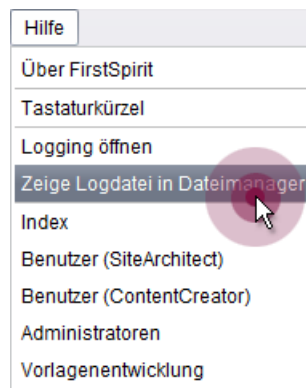 Hilfe
Über FirstSpirit
Tastaturkürzel
Logging öffnen
Zeige Logdatei in Dateimanager
Index
Benutzer (SiteArchitect)
Benutzer (ContentCreator)
Administratoren
Vorlagenentwicklung